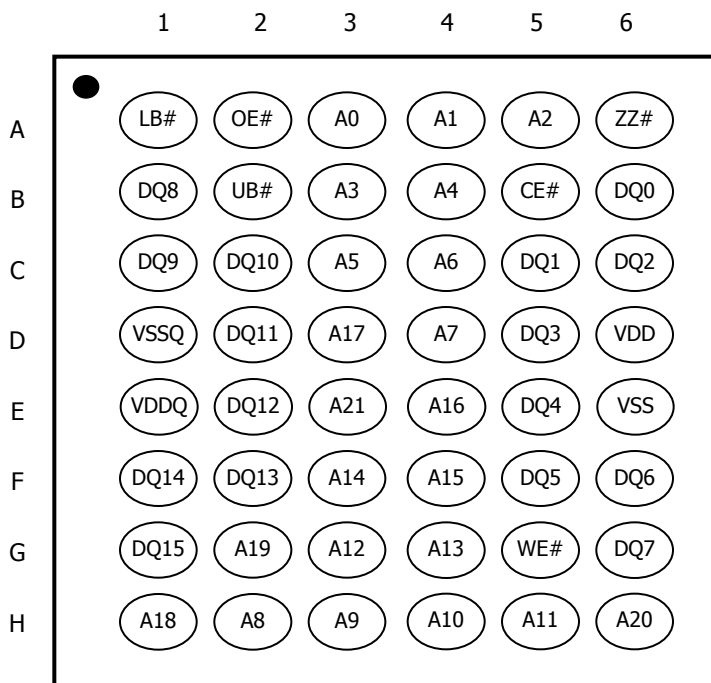 1 2 3 4 5 6
A LB# OE# A0 A1 A2 ZZ#
B DQ8 UB# A3 A4 CE# DQ0
C DQ9 DQ10 A5 A6 DQ1 DQ2
D VSSQ DQ11 A17 A7 DQ3 VDD
E VDDQ DQ12 A21 A16 DQ4 VSS
F DQ14 DQ13 A14 A15 DQ5 DQ6
G DQ15 A19 A12 A13 WE# DQ7
H A18 A8 A9 A10 A11 A20